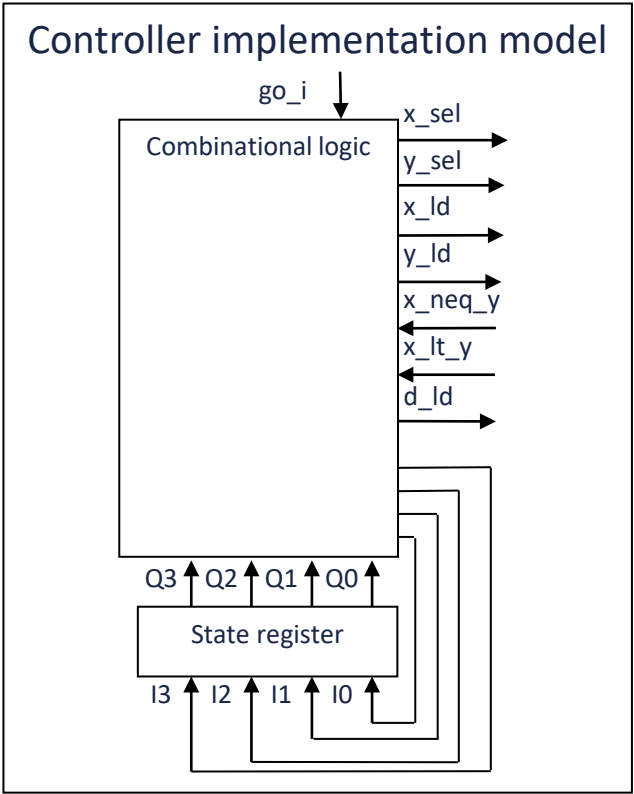 Controller implementation model
go_i
x_sel
Combinational logic
y_sel
x_ld
y_ld
x_neq_y
x_lt_y
d_ld
Q3 Q2 Q1 Q0
State register
I3 I2 I1 I0